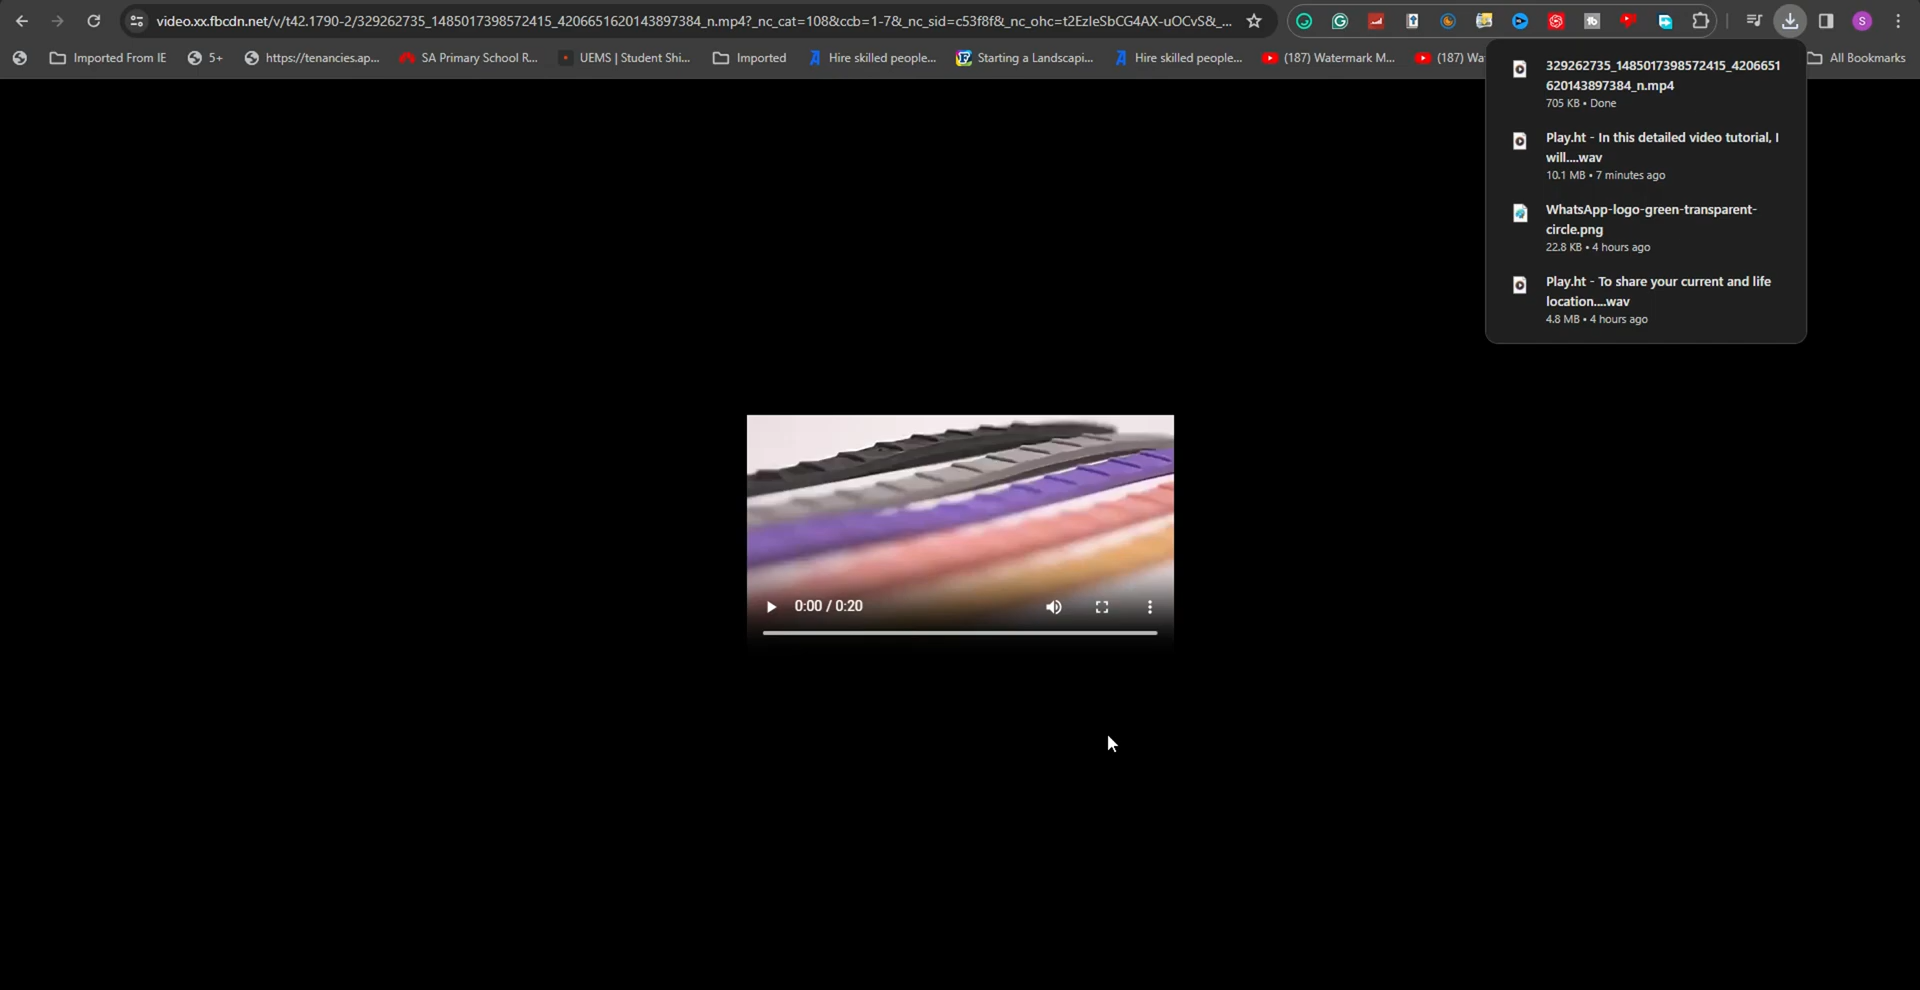 video.xx.fbcdn.net/v/t42.1790-2/329262735_1485017398572415_4206651620143897384_n.mp4?_nc_cat=108&ccb=1-7&_nc_sid=c53f8f&_nc_ohc=t2EzleSbCG4AX-uOCvS&_...
Imported From IE
5+
https://tenancies.ap...
SA Primary School R...
UEMS | Student Shi...
Imported
Hire skilled people...
Starting a Landscapi...
Hire skilled people...
(187) Watermark M...
(187) Wa
All Bookmarks
S
329262735_1485017398572415_4206651
620143897384_n.mp4
705 KB • Done
Play.ht - In this detailed video tutorial, I
will....wav
10.1 MB • 7 minutes ago
WhatsApp-logo-green-transparent-
circle.png
22.8 KB • 4 hours ago
Play.ht - To share your current and life
location....wav
4.8 MB • 4 hours ago
0:00 / 0:20